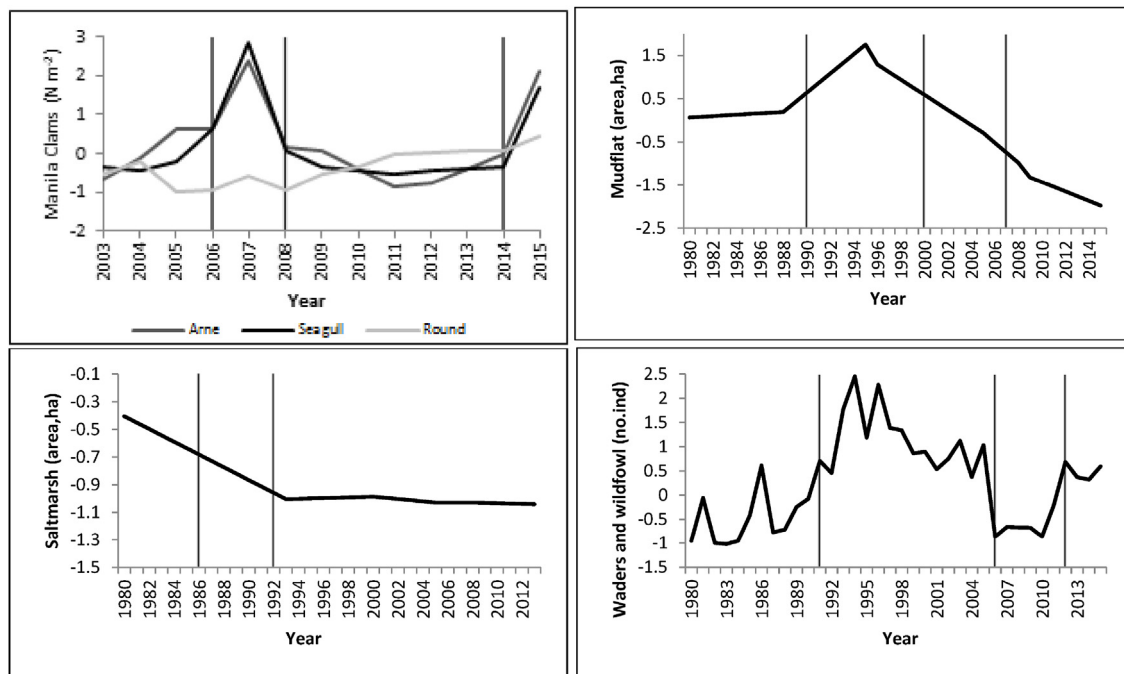 Manila Clams (N m-2)
3
2
1
0
-1
-2
2003 2004 2005 2006 2007 2008 2009 2010 2011 2012 2013 2014 2015
Year
Arne Seagull Round
Mudflat (area,ha)
1.5
0.5
-0.5
-1.5
-2.5
1980 1982 1984 1986 1988 1990 1992 1994 1996 1998 2000 2002 2004 2006 2008 2010 2012 2014
Year
Saltmarsh (area,ha)
-0.1
-0.3
-0.5
-0.7
-0.9
-1.1
-1.3
-1.5
1980 1982 1984 1986 1988 1990 1992 1994 1996 1998 2000 2002 2004 2006 2008 2010 2012
Year
Waders and wildfowl (no.ind)
2.5
2
1.5
1
0.5
0
-0.5
-1
-1.5
1980 1983 1986 1989 1992 1995 1998 2001 2004 2007 2010 2013
Year